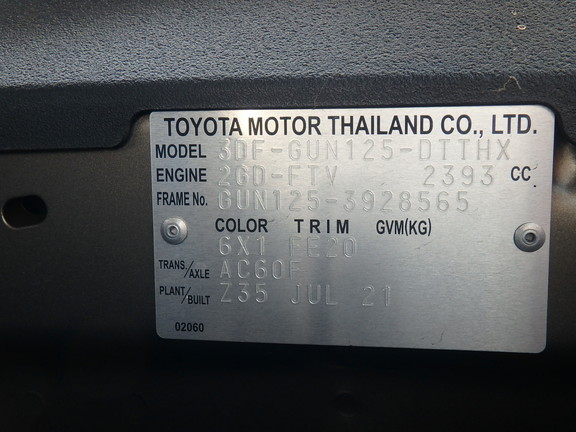 TOYOTA MOTOR THAILAND CO., LTD.
MODEL 3DF-GUN125-DTTHX
ENGINE 2GD-FTV 2393 CC
FRAME No. GUN125-3928565
COLOR TRIM GVM(KG)
6X1 EE20
TRANS/AXLE AC60F
PLANT/BUILT Z35 JUL 21
02060